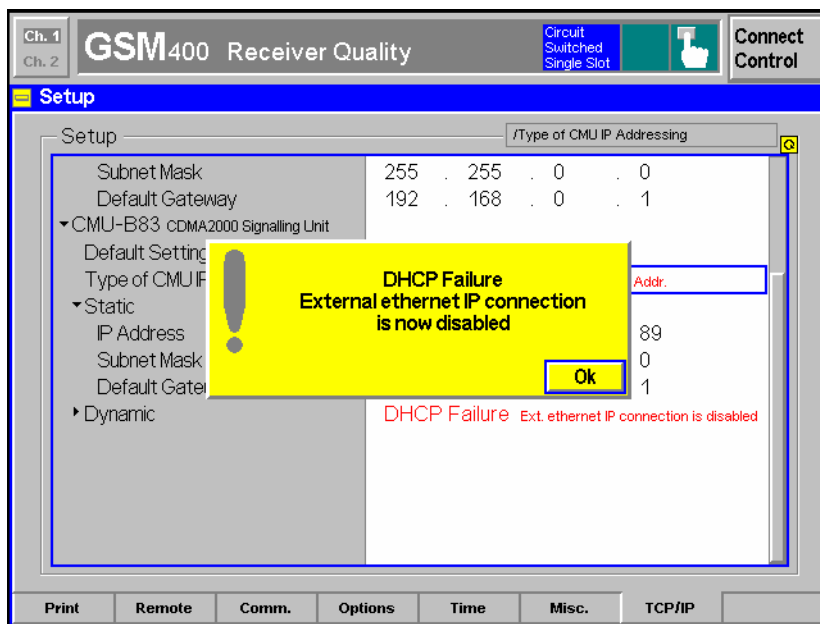 Ch. 1
Ch. 2
GSM400 Receiver Quality
Circuit
Switched
Single Slot
Connect
Control
Setup
Setup
/Type of CMU IP Addressing
Subnet Mask 255 . 255 . 0 . 0
Default Gateway 192 . 168 . 0 . 1
CMU-B83 CDMA2000 Signalling Unit
Default Setting
Type of CMU IP Addr.
Static
IP Address 89
Subnet Mask 0
Default Gate 1
Dynamic DHCP Failure Ext. ethernet IP connection is disabled
DHCP Failure
External ethernet IP connection
is now disabled
Ok
Print Remote Comm. Options Time Misc. TCP/IP